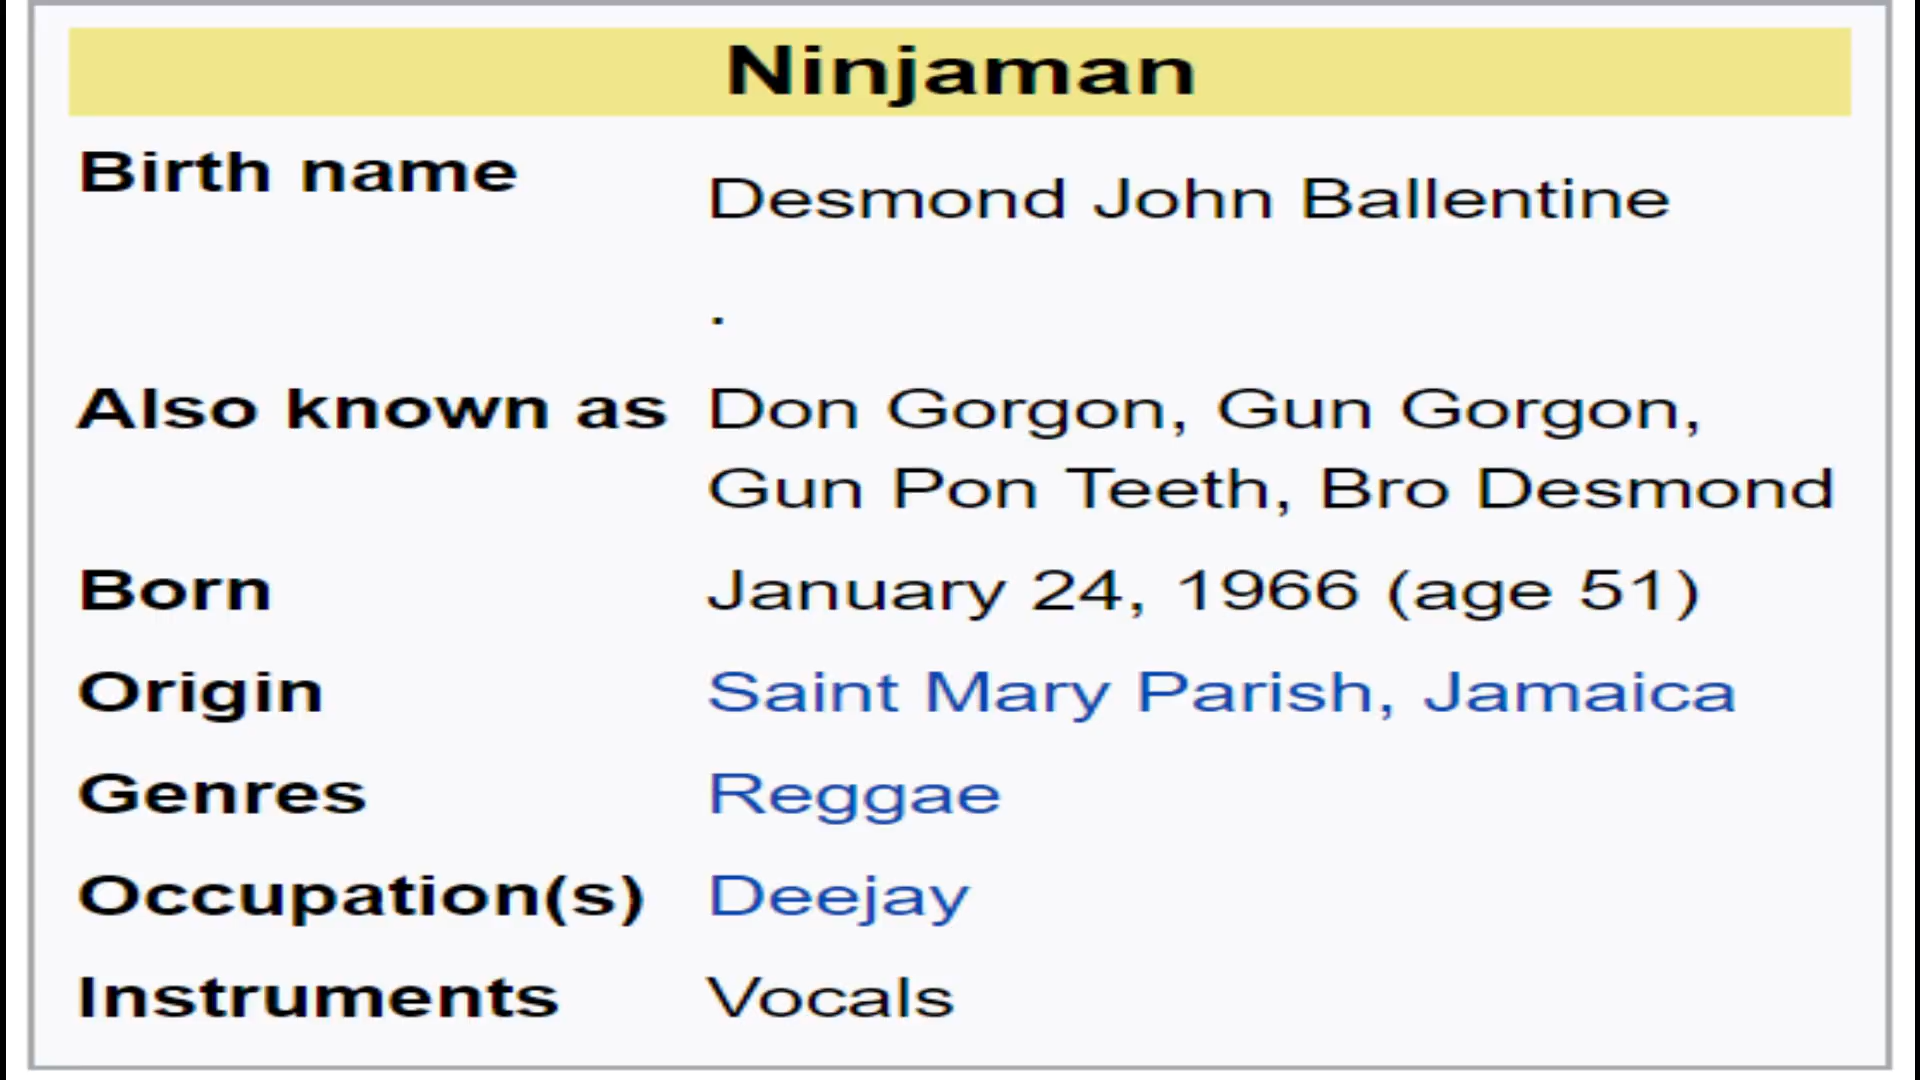 Ninjaman
Birth name Desmond John Ballentine
.
Also known as Don Gorgon, Gun Gorgon,
Gun Pon Teeth, Bro Desmond
Born January 24, 1966 (age 51)
Origin Saint Mary Parish, Jamaica
Genres Reggae
Occupation(s) Deejay
Instruments Vocals